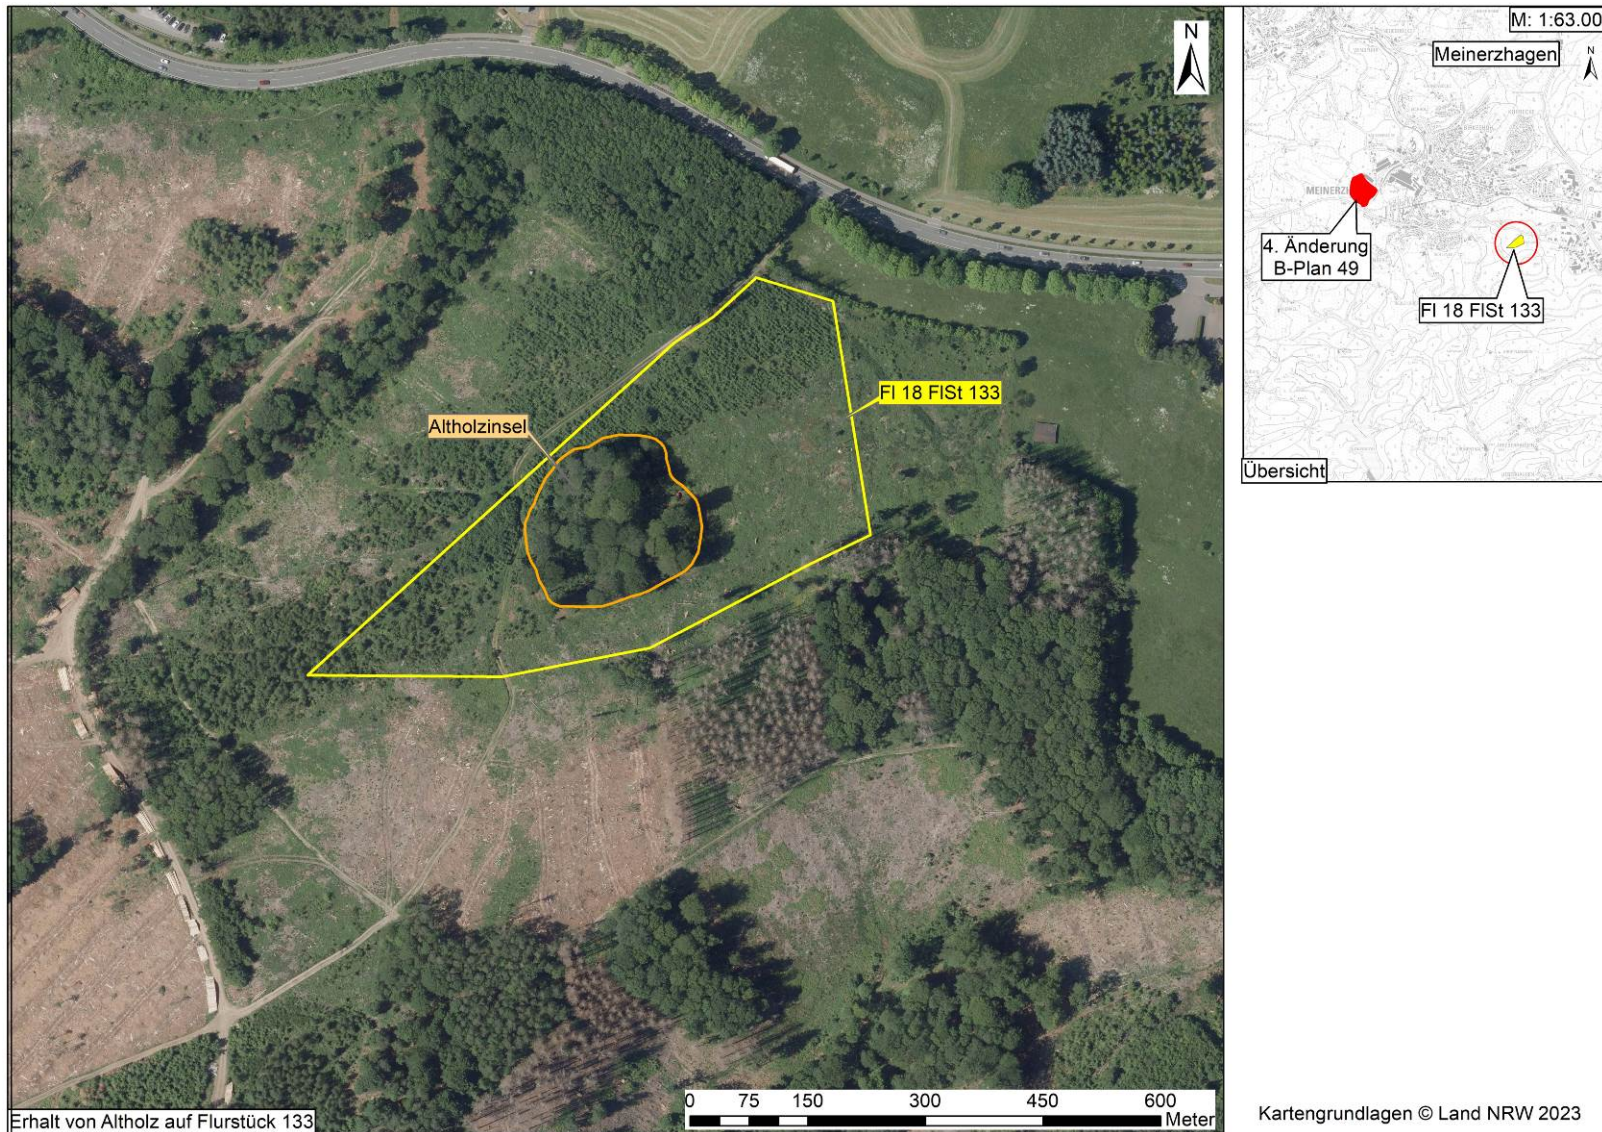 N
Altholzinsel
Fl 18 FlSt 133
Erhalt von Altholz auf Flurstück 133
0 75 150 300 450 600
Meter
M: 1:63.00
Meinerzhagen
N
4. Änderung
B-Plan 49
Fl 18 FlSt 133
Übersicht
Kartengrundlagen © Land NRW 2023